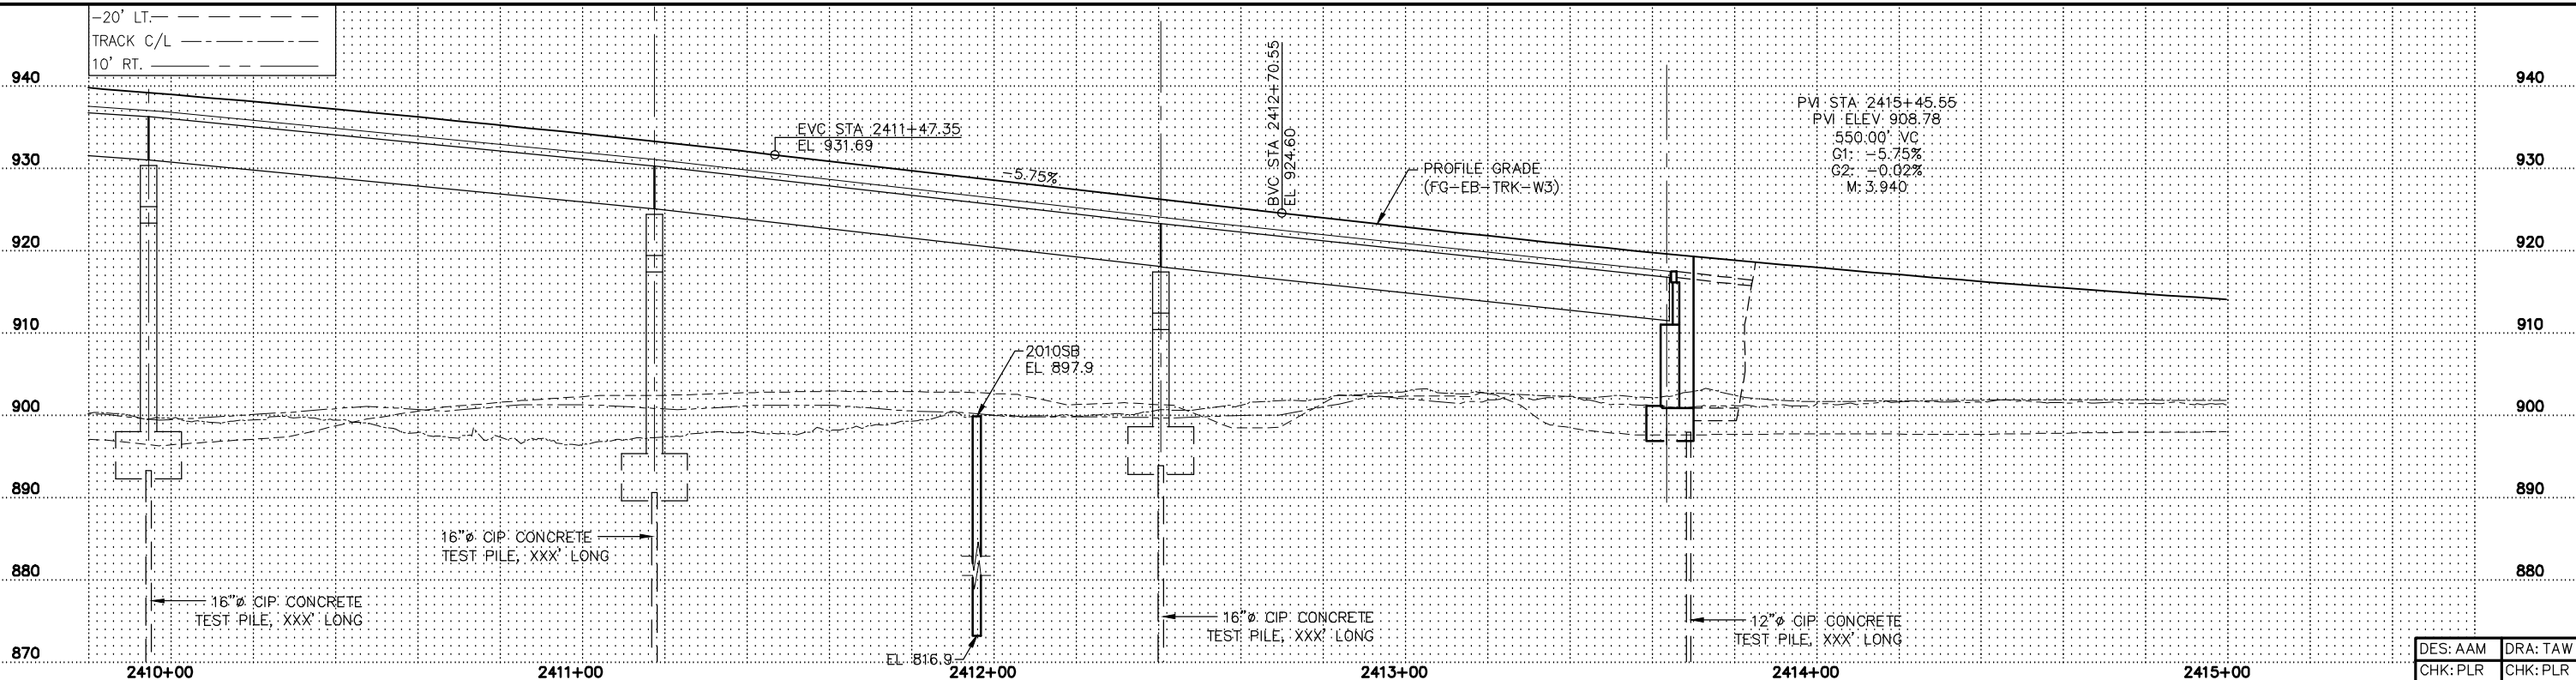 -20' LT.
TRACK C/L
10' RT.
940
930
920
910
900
890
880
870
EVC STA 2411+47.35
EL 931.69
-5.75%
BVC STA 2412+70.55
EL 924.60
PROFILE GRADE
(FG-EB-TRK-W3)
PVI STA 2415+45.55
PVI ELEV 908.78
550.00' VC
G1: -5.75%
G2: -0.02%
M: 3.940
940
930
920
910
900
890
880
2010SB
EL 897.9
16"ø CIP CONCRETE
TEST PILE, XXX' LONG
16"ø CIP CONCRETE
TEST PILE, XXX' LONG
EL 816.9
16"ø CIP CONCRETE
TEST PILE, XXX' LONG
12"ø CIP CONCRETE
TEST PILE, XXX' LONG
2410+00
2411+00
2412+00
2413+00
2414+00
2415+00
DES: AAM
DRA: TAW
CHK: PLR
CHK: PLR